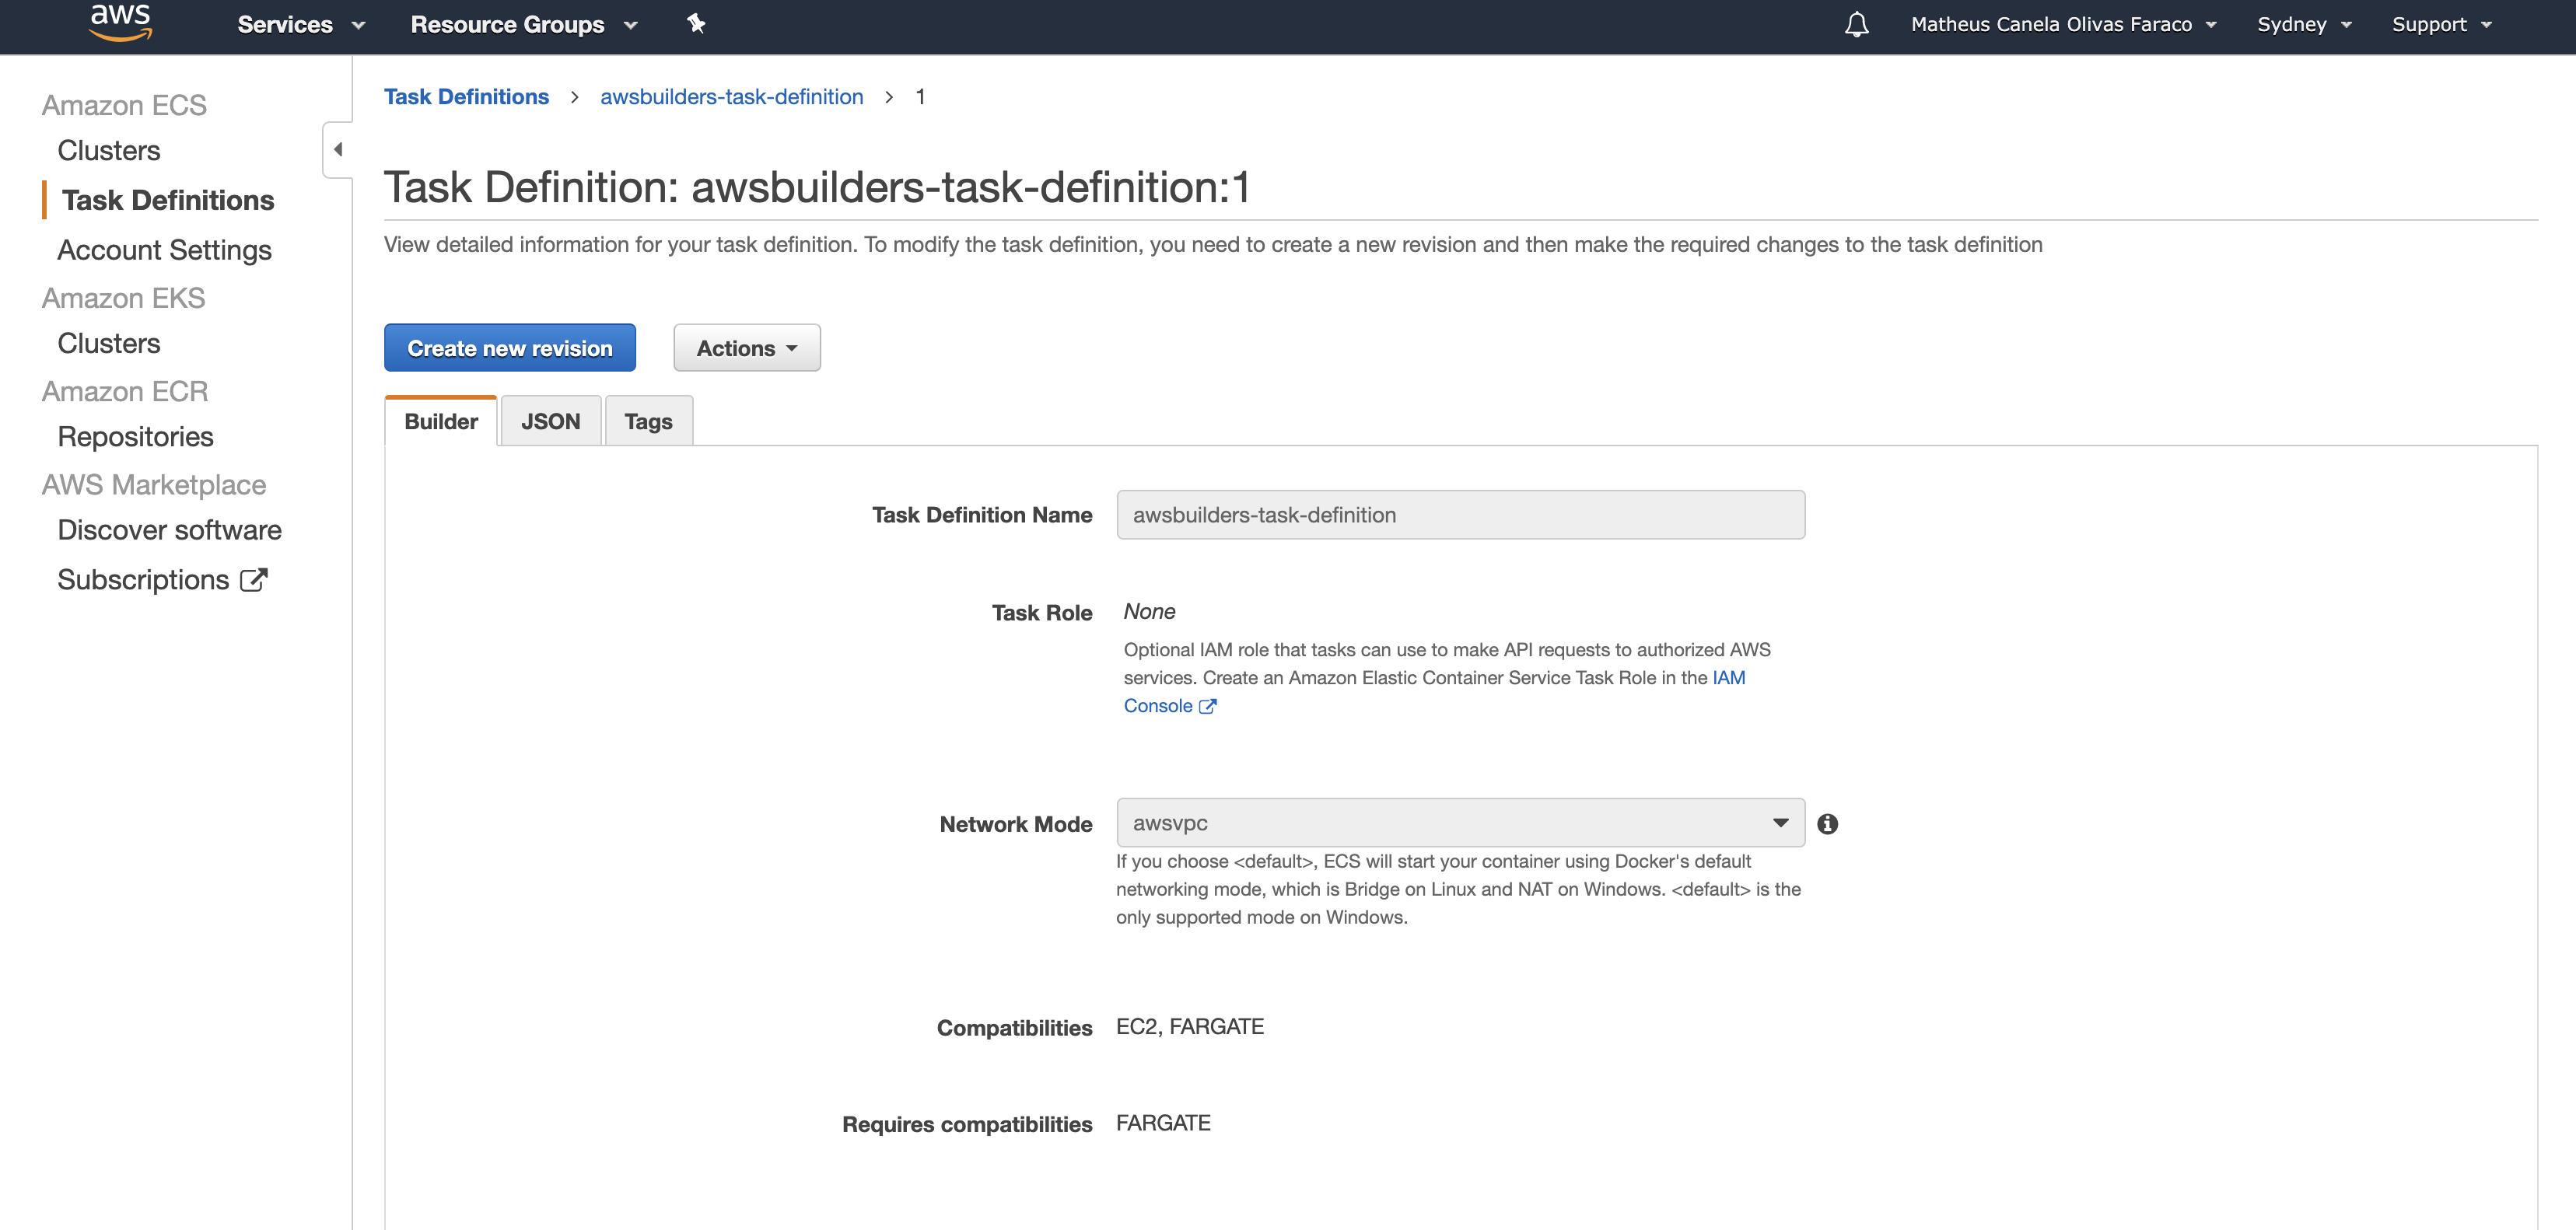 aws
Services
Resource Groups
Matheus Canela Olivas Faraco
Sydney
Support
Amazon ECS
Clusters
Task Definitions
Account Settings
Amazon EKS
Clusters
Amazon ECR
Repositories
AWS Marketplace
Discover software
Subscriptions
Task Definitions > awsbuilders-task-definition > 1
Task Definition: awsbuilders-task-definition:1
View detailed information for your task definition. To modify the task definition, you need to create a new revision and then make the required changes to the task definition
Create new revision
Actions
Builder
JSON
Tags
Task Definition Name
awsbuilders-task-definition
Task Role
None
Optional IAM role that tasks can use to make API requests to authorized AWS
services. Create an Amazon Elastic Container Service Task Role in the IAM
Console
Network Mode
awsvpc
If you choose <default>, ECS will start your container using Docker's default
networking mode, which is Bridge on Linux and NAT on Windows. <default> is the
only supported mode on Windows.
Compatibilities
EC2, FARGATE
Requires compatibilities
FARGATE